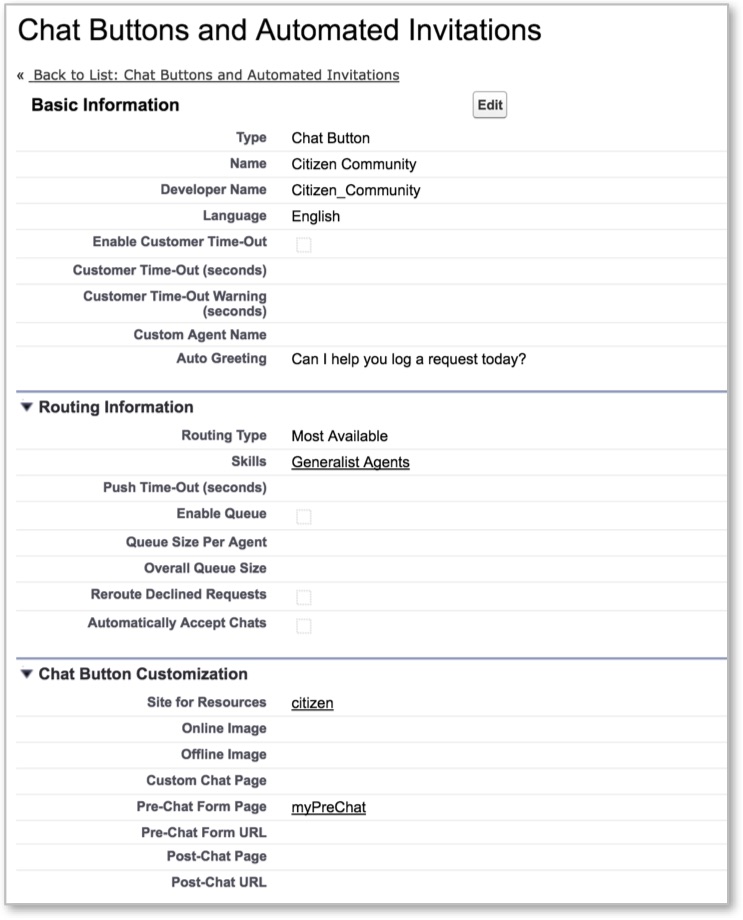 Chat Buttons and Automated Invitations
« Back to List: Chat Buttons and Automated Invitations
Basic Information Edit
Type Chat Button
Name Citizen Community
Developer Name Citizen_Community
Language English
Enable Customer Time-Out
Customer Time-Out (seconds)
Customer Time-Out Warning
(seconds)
Custom Agent Name
Auto Greeting Can I help you log a request today?
Routing Information
Routing Type Most Available
Skills Generalist Agents
Push Time-Out (seconds)
Enable Queue
Queue Size Per Agent
Overall Queue Size
Reroute Declined Requests
Automatically Accept Chats
Chat Button Customization
Site for Resources citizen
Online Image
Offline Image
Custom Chat Page
Pre-Chat Form Page myPreChat
Pre-Chat Form URL
Post-Chat Page
Post-Chat URL